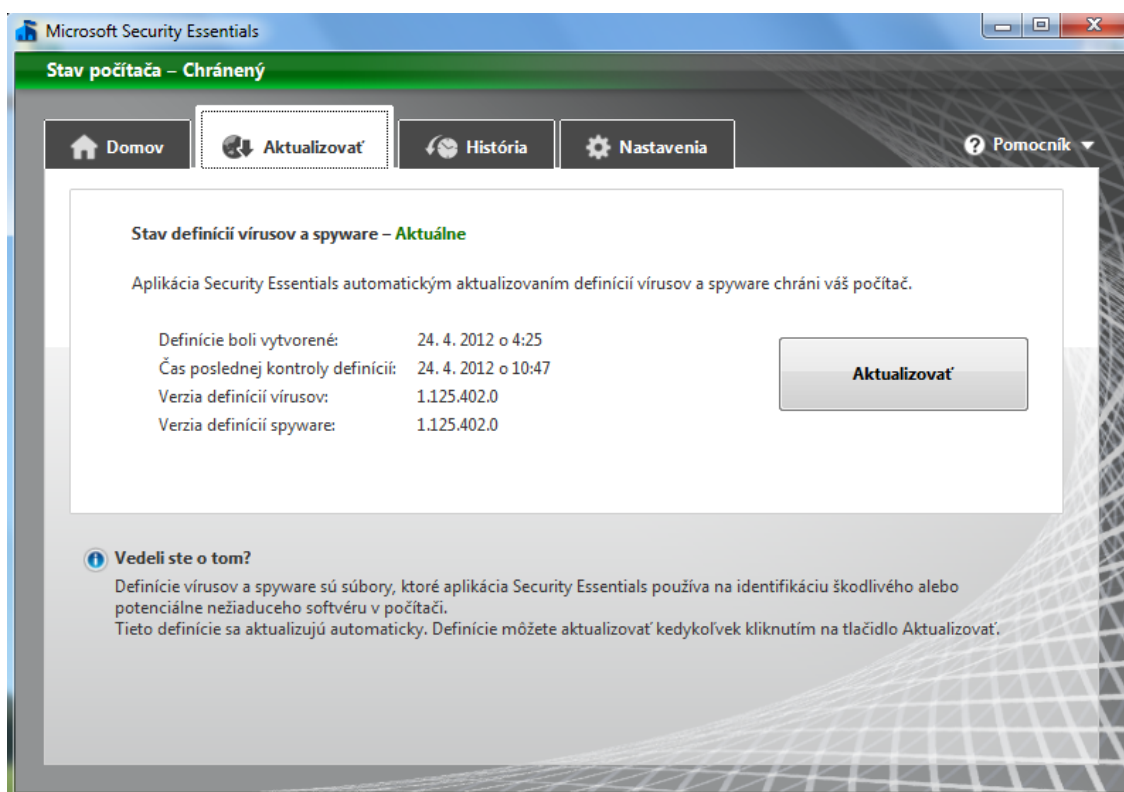 Microsoft Security Essentials
Stav počítača – Chránený
Domov
Aktualizovať
História
Nastavenia
Pomocník
Stav definícií vírusov a spyware – Aktuálne
Aplikácia Security Essentials automatickým aktualizovaním definícií vírusov a spyware chráni váš počítač.
Definície boli vytvorené: 24. 4. 2012 o 4:25
Čas poslednej kontroly definícií: 24. 4. 2012 o 10:47
Verzia definícií vírusov: 1.125.402.0
Verzia definícií spyware: 1.125.402.0
Aktualizovať
Vedeli ste o tom?
Definície vírusov a spyware sú súbory, ktoré aplikácia Security Essentials používa na identifikáciu škodlivého alebo
potenciálne nežiaduceho softvéru v počítači.
Tieto definície sa aktualizujú automaticky. Definície môžete aktualizovať kedykoľvek kliknutím na tlačidlo Aktualizovať.